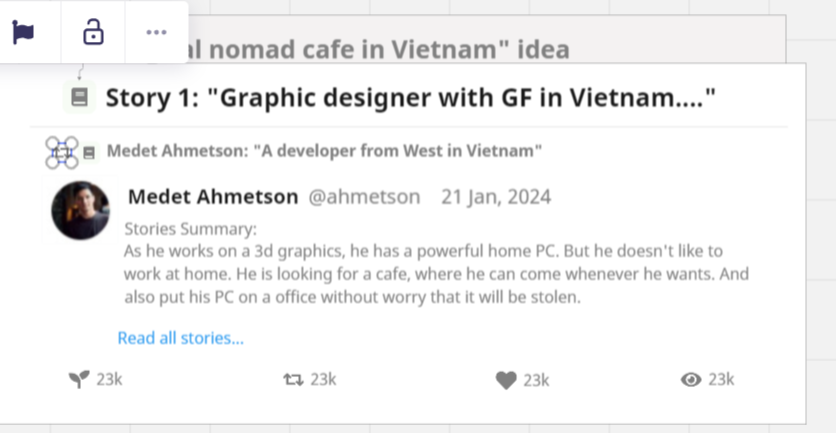 nomad cafe in Vietnam" idea
Story 1: "Graphic designer with GF in Vietnam...."
Medet Ahmetson: "A developer from West in Vietnam"
Medet Ahmetson @ahmetson 21 Jan, 2024
Stories Summary:
As he works on a 3d graphics, he has a powerful home PC. But he doesn't like to
work at home. He is looking for a cafe, where he can come whenever he wants. And
also put his PC on a office without worry that it will be stolen.
Read all stories...
23k 23k 23k 23k